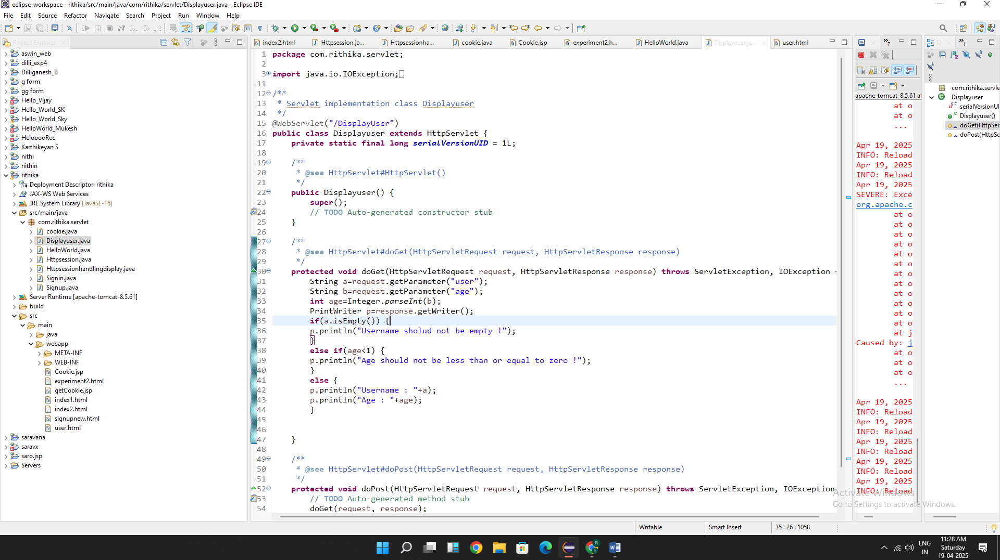 eclipse-workspace - rithika/src/main/java/com/rithika/servlet/Displayuser.java - Eclipse IDE
File Edit Source Refactor Navigate Search Project Run Window Help
Project Explorer
aswin_web
dilli_exp4
Dilliganesh_B
g form
gg form
Hello_Vijay
Hello_World_SK
Hello_World_Sky
HelloWorld_Mukesh
HelooooRec
Karthikeyan S
nithi
nithin
rithika
Deployment Descriptor: rithika
JAX-WS Web Services
JRE System Library [JavaSE-16]
src/main/java
com.rithika.servlet
cookie.java
Displayuser.java
HelloWorld.java
Httpsession.java
Httpsessionhandlingdisplay.java
Signin.java
Signup.java
Server Runtime [apache-tomcat-8.5.61]
build
src
main
java
webapp
META-INF
WEB-INF
Cookie.jsp
experiment2.html
getCookie.jsp
index1.html
index2.html
signupnew.html
user.html
saravana
saravx
saro.jsp
Servers
index2.html Httpsession.ja... Httpsessionha... cookie.java Cookie.jsp experiment2.h... HelloWorld.java Displayuser.ja... user.html
1 package com.rithika.servlet;
2
3 import java.io.IOException;
11
12 /**
13 * Servlet implementation class Displayuser
14 */
15 @WebServlet("/DisplayUser")
16 public class Displayuser extends HttpServlet {
17 private static final long serialVersionUID = 1L;
18
19 /**
20 * @see HttpServlet#HttpServlet()
21 */
22 public Displayuser() {
23 super();
24 // TODO Auto-generated constructor stub
25 }
26
27 /**
28 * @see HttpServlet#doGet(HttpServletRequest request, HttpServletResponse response)
29 */
30 protected void doGet(HttpServletRequest request, HttpServletResponse response) throws ServletException, IOException
31 String a=request.getParameter("user");
32 String b=request.getParameter("age");
33 int age=Integer.parseInt(b);
34 PrintWriter p=response.getWriter();
35 if(a.isEmpty()) {
36 p.println("Username sholud not be empty !");
37 }
38 else if(age<1) {
39 p.println("Age should not be less than or equal to zero !");
40 }
41 else {
42 p.println("Username : "+a);
43 p.println("Age : "+age);
44 }
45
46
47 }
48
49 /**
50 * @see HttpServlet#doPost(HttpServletRequest request, HttpServletResponse response)
51 */
52 protected void doPost(HttpServletRequest request, HttpServletResponse response) throws ServletException, IOException
53 // TODO Auto-generated method stub
54 doGet(request, response);
apache-tomcat-8.5.61 at
at o
at o
...
Apr 19, 2025
INFO: Reload
Apr 19, 2025
INFO: Reload
Apr 19, 2025
SEVERE: Exce
org.apache.c
at o
at o
at o
at o
at o
at o
at o
at o
at o
at o
at o
at o
at j
Caused by: j
at o
at o
at o
...
Apr 19, 2025
INFO: Reload
Apr 19, 2025
INFO: Reload
Apr 19, 2025
INFO: Reload
Apr 19, 2025
INFO: Reload
Apr 19, 2025
INFO: Reload
com.rithika.servle
Displayuser
serialVersionUI
Displayuser()
doGet(HttpSer
doPost(HttpSe
Activate Windows
Go to Settings to activate Windows.
Writable Smart Insert 35 : 26 : 1058
ENG
IN
11:28 AM
Saturday
19-04-2025